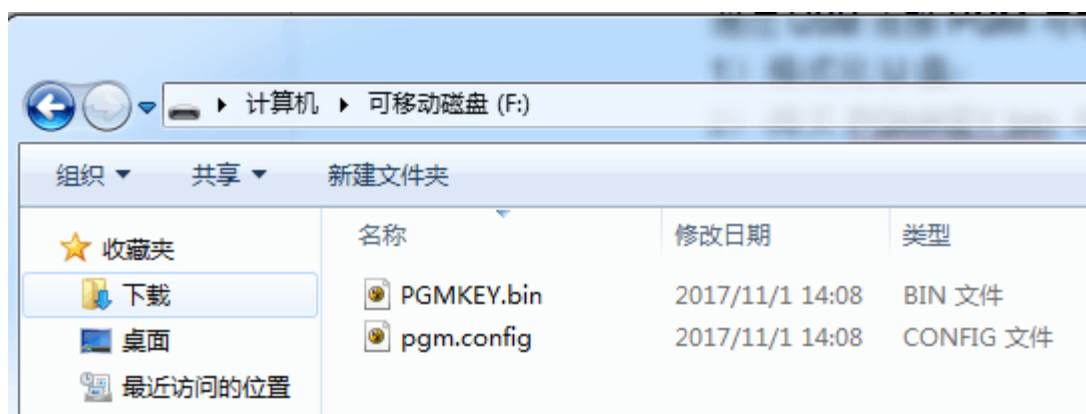 计算机 ▶ 可移动磁盘 (F:)
组织 ▼ 共享 ▼ 新建文件夹
名称 修改日期 类型
收藏夹
下载
PGMKEY.bin 2017/11/1 14:08 BIN 文件
桌面
pgm.config 2017/11/1 14:08 CONFIG 文件
最近访问的位置